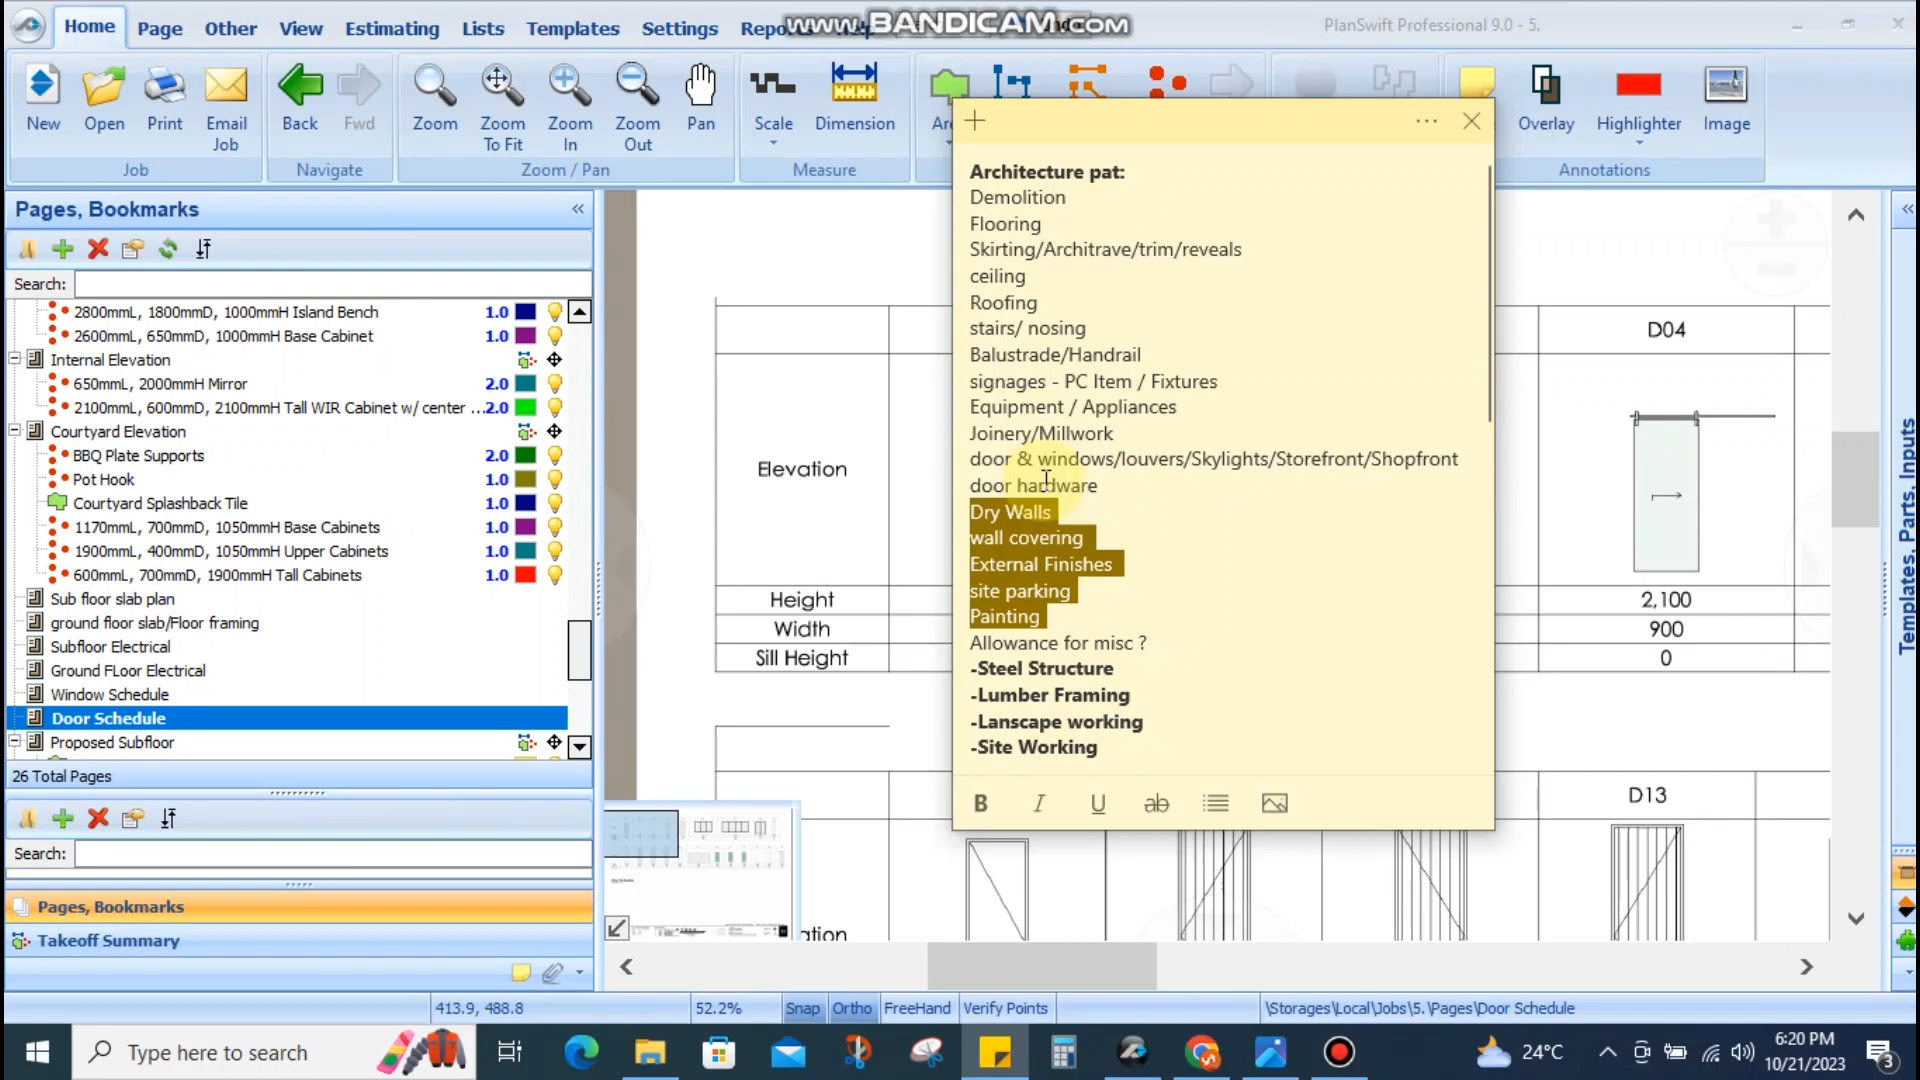 Home Page Other View Estimating Lists Templates Settings
www.BANDICAM.com
PlanSwift Professional 9.0 - 5.
New Open Print Email Job
Job
Back Fwd
Navigate
Zoom Zoom To Fit Zoom In Zoom Out Pan
Zoom / Pan
Scale Dimension
Measure
Overlay Highlighter Image
Annotations
Pages, Bookmarks
Search:
2800mmL, 1800mmD, 1000mmH Island Bench 1.0
2600mmL, 650mmD, 1000mmH Base Cabinet 1.0
Internal Elevation
650mmL, 2000mmH Mirror 2.0
2100mmL, 600mmD, 2100mmH Tall WIR Cabinet w/ center ... 2.0
Courtyard Elevation
BBQ Plate Supports 2.0
Pot Hook 1.0
Courtyard Splashback Tile 1.0
1170mmL, 700mmD, 1050mmH Base Cabinets 1.0
1900mmL, 400mmD, 1050mmH Upper Cabinets 1.0
600mmL, 700mmD, 1900mmH Tall Cabinets 1.0
Sub floor slab plan
ground floor slab/Floor framing
Subfloor Electrical
Ground FLoor Electrical
Window Schedule
Door Schedule
Proposed Subfloor
26 Total Pages
Search:
Pages, Bookmarks
Takeoff Summary
Architecture pat:
Demolition
Flooring
Skirting/Architrave/trim/reveals
ceiling
Roofing
stairs/ nosing
Balustrade/Handrail
signages - PC Item / Fixtures
Equipment / Appliances
Joinery/Millwork
door & windows/louvers/Skylights/Storefront/Shopfront
door hardware
Dry Walls
wall covering
External Finishes
site parking
Painting
Allowance for misc ?
-Steel Structure
-Lumber Framing
-Lanscape working
-Site Working
B I U ab
Elevation
Height
Width
Sill Height
D04
2,100
900
0
D13
Templates, Parts, Inputs
413.9, 488.8
52.2%
Snap Ortho FreeHand Verify Points
\Storages\Local\Jobs\5.\Pages\Door Schedule
Type here to search
24°C
6:20 PM
10/21/2023
3